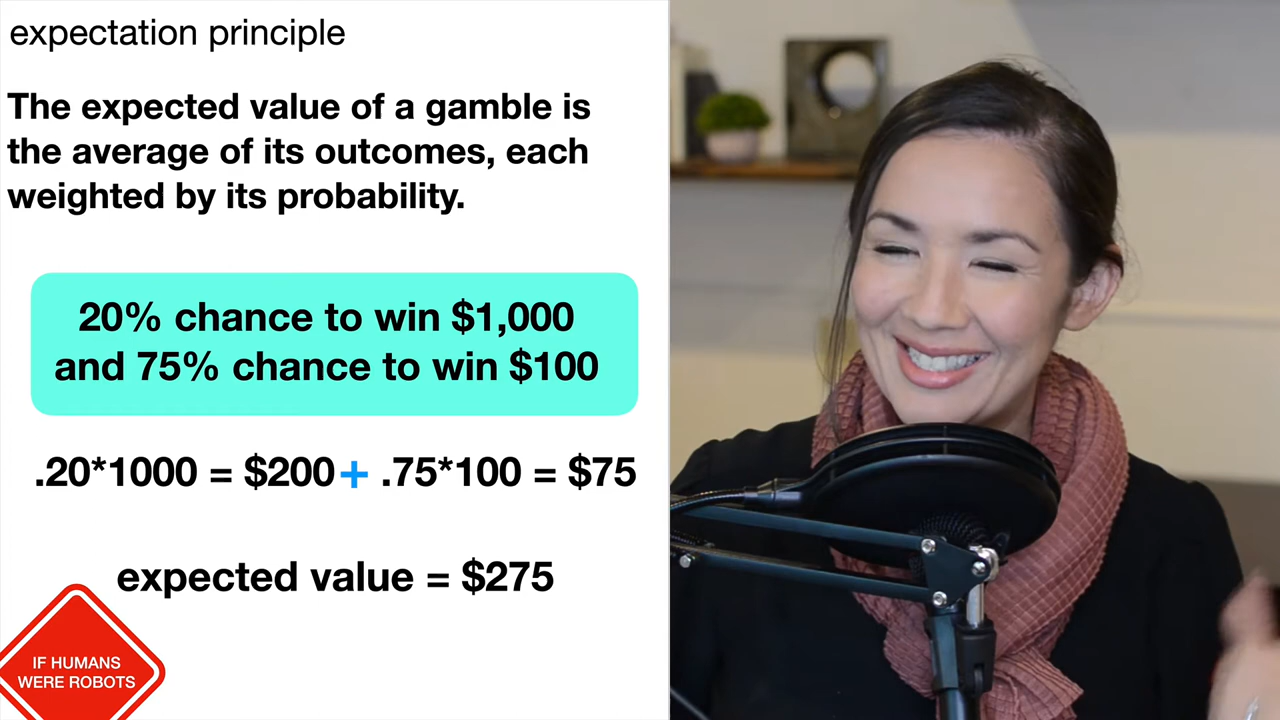 expectation principle
The expected value of a gamble is
the average of its outcomes, each
weighted by its probability.
20% chance to win $1,000
and 75% chance to win $100
.20*1000 = $200+ .75*100 = $75
expected value = $275
IF HUMANS
WERE ROBOTS